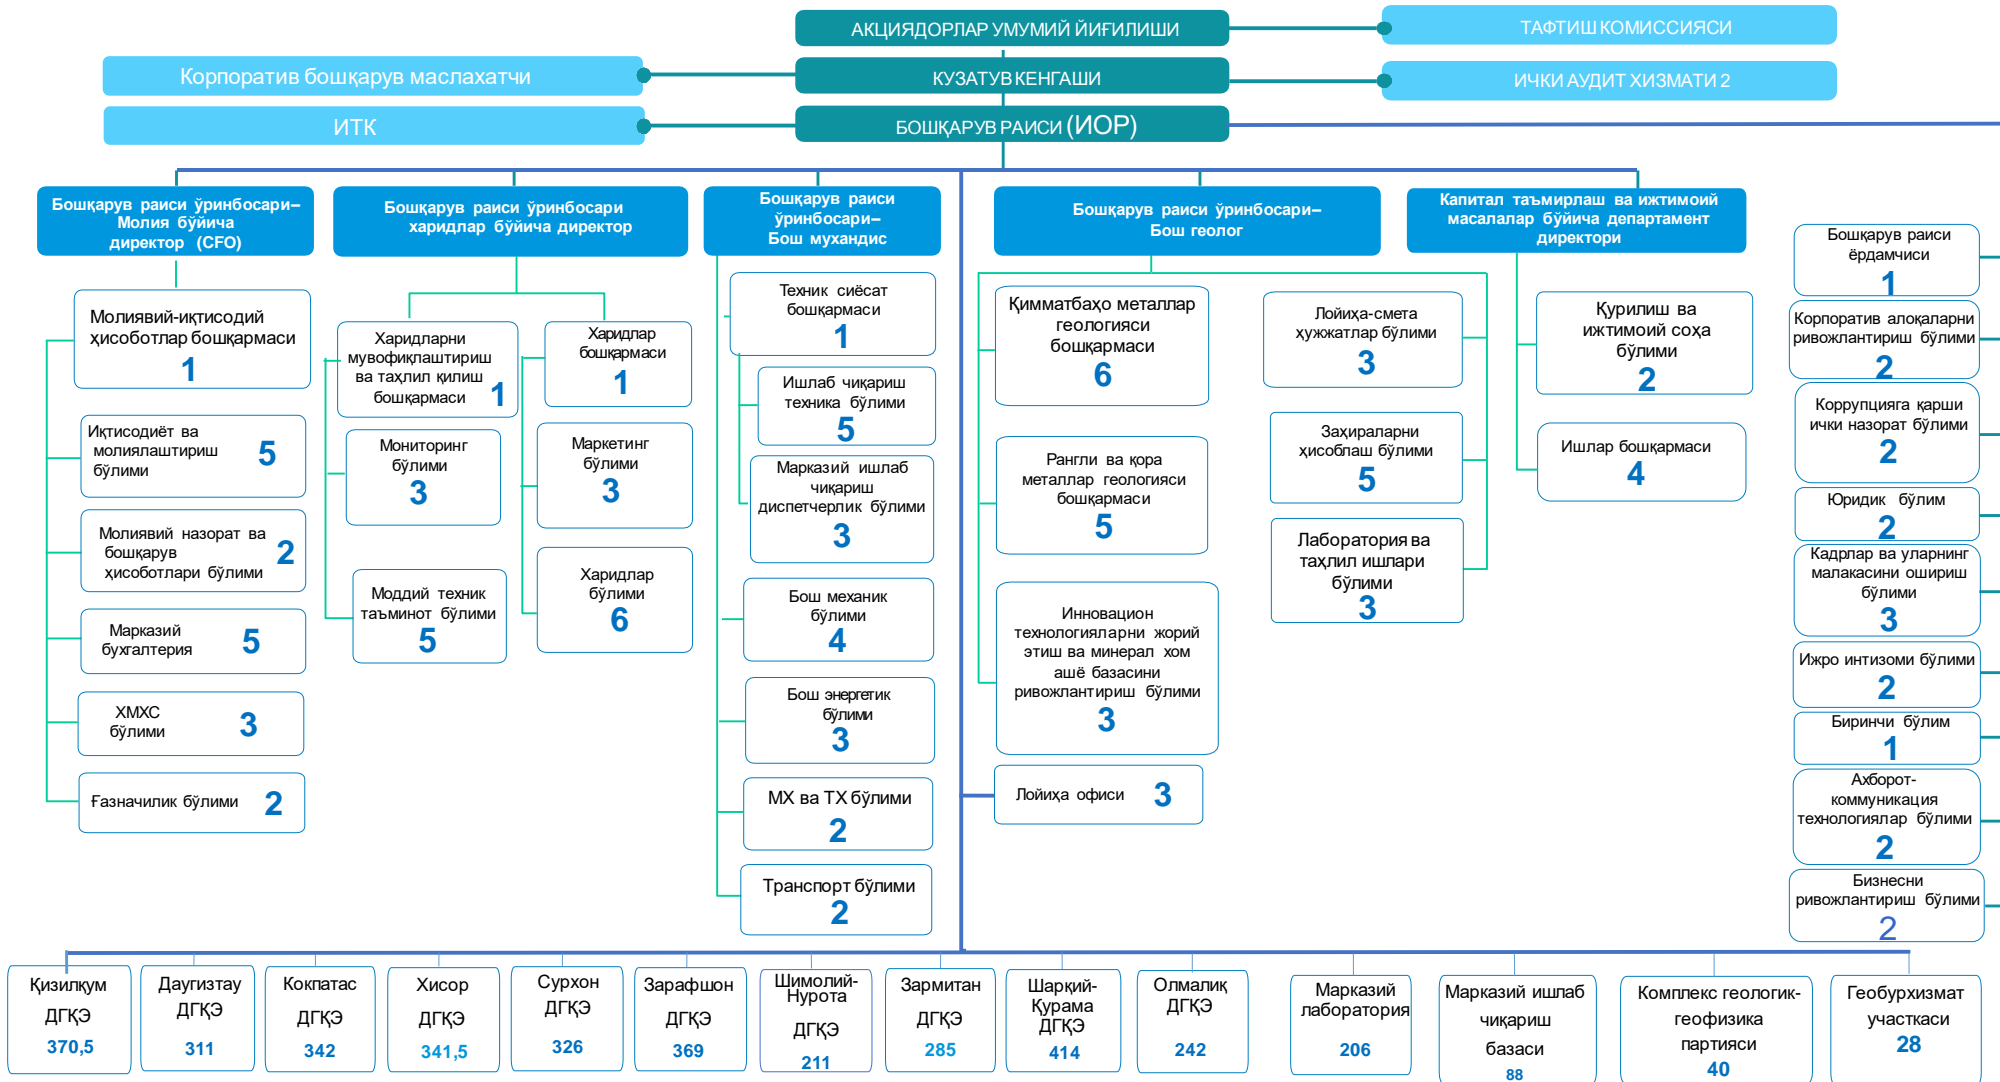 АКЦИЯДОРЛАР УМУМИЙ ЙИҒИЛИШИ
ТАФТИШ КОМИССИЯСИ
Корпоратив бошқарув маслахатчи
КУЗАТУВ КЕНГАШИ
ИЧКИ АУДИТ ХИЗМАТИ 2
ИТК
БОШҚАРУВ РАИСИ (ИОР)
Бошқарув раиси ўринбосари–
Молия бўйича
директор (CFO)
Молиявий-иқтисодий
ҳисоботлар бошқармаси
1
Иқтисодиёт ва
молиялаштириш
бўлими
5
Молиявий назорат ва
бошқарув
ҳисоботлари бўлими
2
Марказий
бухгалтерия
5
ХМХС
бўлими
3
Ғазначилик бўлими
2
Бошқарув раиси ўринбосари
харидлар бўйича директор
Харидларни
мувофиқлаштириш
ва таҳлил қилиш
бошқармаси
1
Мониторинг
бўлими
3
Моддий техник
таъминот бўлими
5
Харидлар
бошқармаси
1
Маркетинг
бўлими
3
Харидлар
бўлими
6
Бошқарув раиси
ўринбосари–
Бош мухандис
Техник сиёсат
бошқармаси
1
Ишлаб чиқариш
техника бўлими
5
Марказий ишлаб
чиқариш
диспетчерлик бўлими
3
Бош механик
бўлими
4
Бош энергетик
бўлими
3
МХ ва ТХ бўлими
2
Транспорт бўлими
2
Бошқарув раиси ўринбосари–
Бош геолог
Қимматбаҳо металлар
геологияси
бошқармаси
6
Рангли ва қора
металлар геологияси
бошқармаси
5
Инновацион
технологияларни жорий
этиш ва минерал хом
ашё базасини
ривожлантириш бўлими
3
Лойиҳа офиси
3
Лойиҳа-смета
ҳужжатлар бўлими
3
Заҳираларни
ҳисоблаш бўлими
5
Лаборатория ва
таҳлил ишлари
бўлими
3
Капитал таъмирлаш ва ижтимоий
масалалар бўйича департамент
директори
Қурилиш ва
ижтимоий соҳа
бўлими
2
Ишлар бошқармаси
4
Бошқарув раиси
ёрдамчиси
1
Корпоратив алоқаларни
ривожлантириш бўлими
2
Коррупцияга қарши
ички назорат бўлими
2
Юридик бўлим
2
Кадрлар ва уларнинг
малакасини ошириш
бўлими
3
Ижро интизоми бўлими
2
Биринчи бўлим
1
Ахборот-
коммуникация
технологиялар бўлими
2
Бизнесни
ривожлантириш бўлими
2
Қизилқум
ДГҚЭ
370,5
Даугизтау
ДГҚЭ
311
Кокпатас
ДГҚЭ
342
Хисор
ДГҚЭ
341,5
Сурхон
ДГҚЭ
326
Зарафшон
ДГҚЭ
369
Шимолий-
Нурота
ДГҚЭ
211
Зармитан
ДГҚЭ
285
Шарқий-
Қурама
ДГҚЭ
414
Олмалиқ
ДГҚЭ
242
Марказий
лаборатория
206
Марказий ишлаб
чиқариш
базаси
88
Комплекс геологик-
геофизика
партияси
40
Геобурхизмат
участкаси
28